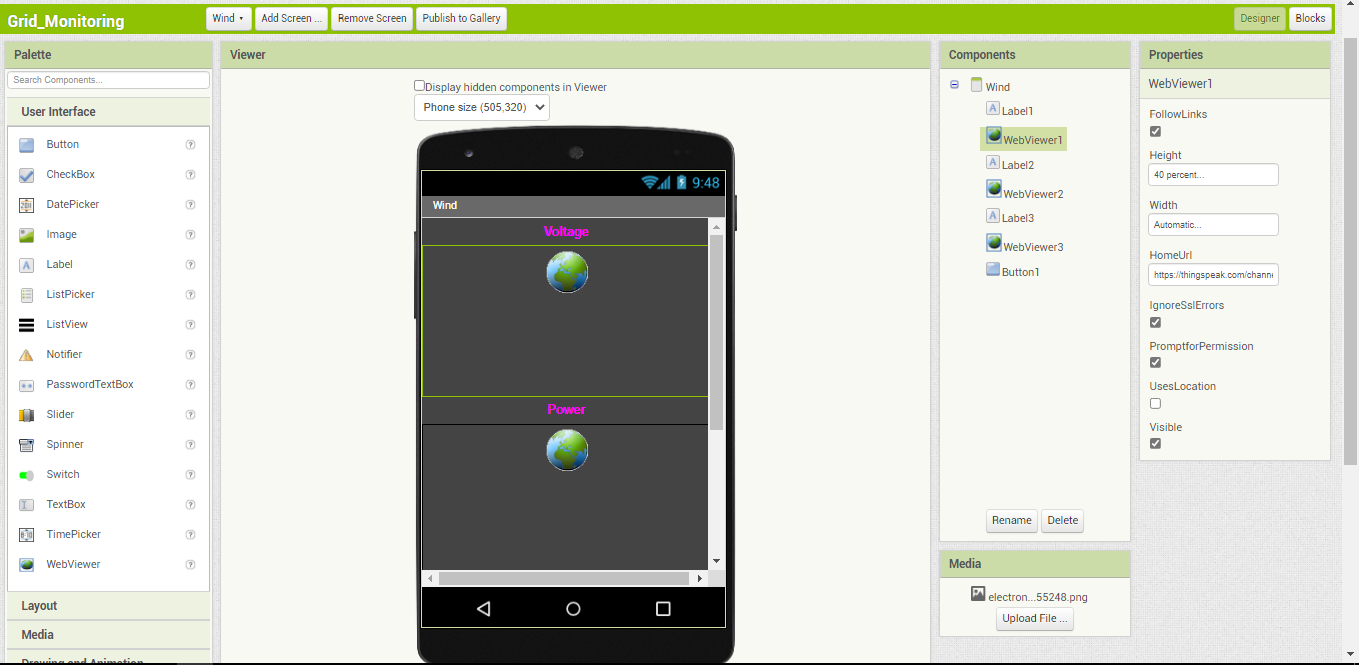 Grid_Monitoring
Wind
Add Screen ...
Remove Screen
Publish to Gallery
Designer
Blocks
Palette
Search Components...
User Interface
Button
CheckBox
DatePicker
Image
Label
ListPicker
ListView
Notifier
PasswordTextBox
Slider
Spinner
Switch
TextBox
TimePicker
WebViewer
Layout
Media
Drawing and Animation
Viewer
Display hidden components in Viewer
Phone size (505,320)
9:48
Wind
Voltage
Power
Components
Wind
Label1
WebViewer1
Label2
WebViewer2
Label3
WebViewer3
Button1
Rename
Delete
Media
electron...55248.png
Upload File ...
Properties
WebViewer1
FollowLinks
Height
40 percent...
Width
Automatic...
HomeUrl
https://thingspeak.com/channe
IgnoreSslErrors
PromptforPermission
UsesLocation
Visible